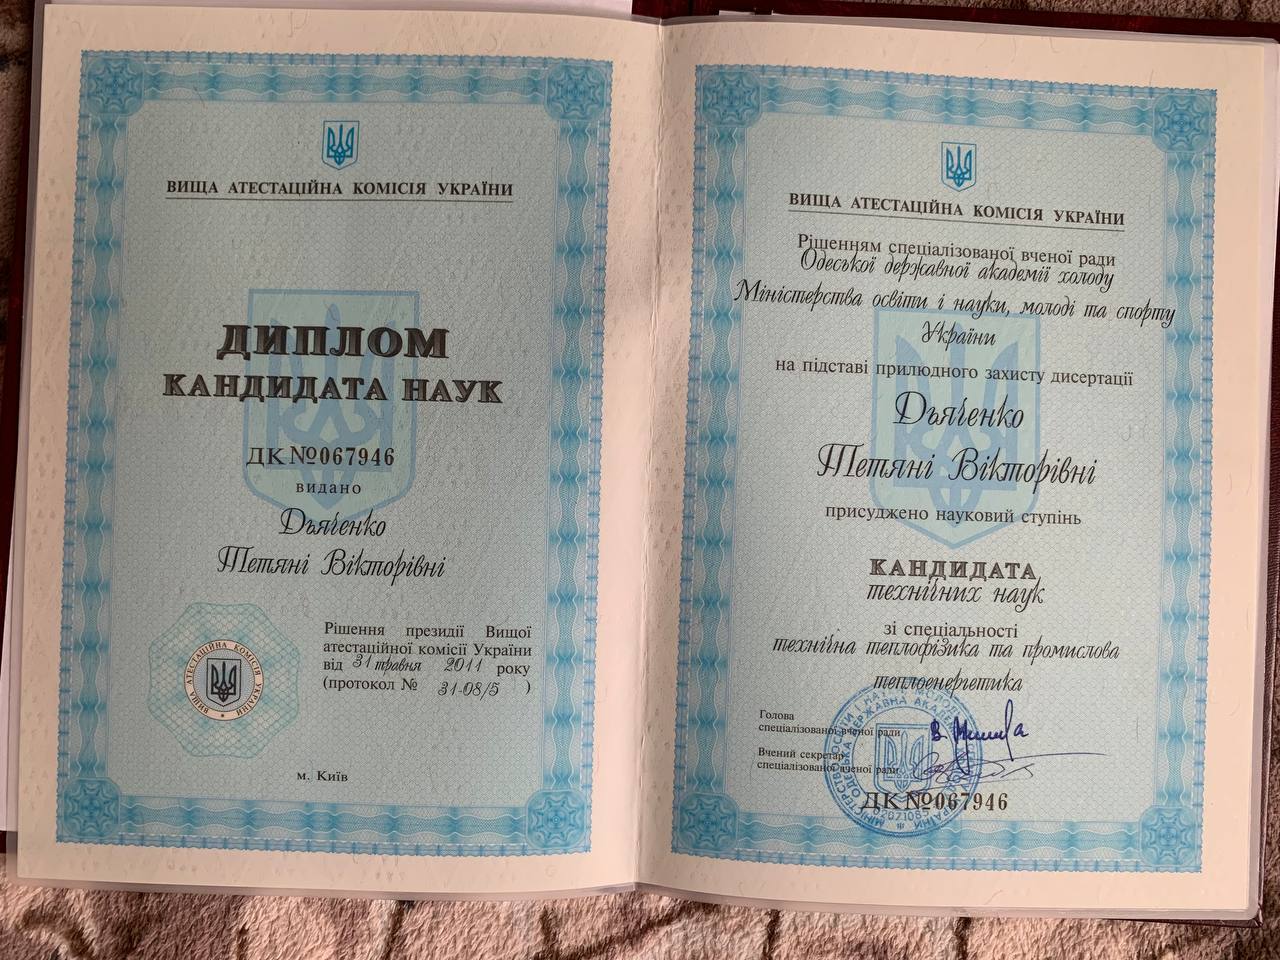 ВИЩА АТЕСТАЦІЙНА КОМІСІЯ УКРАЇНИ
ДИПЛОМ
КАНДИДАТА НАУК
ДК №067946
видано
Дьяченко
Тетяні Вікторівні
ВИЩА АТЕСТАЦІЙНА КОМІСІЯ УКРАЇНИ
Рішення президії Вищої
атестаційної комісії України
від 31 травня 2011 року
(протокол № 31-08/5 )
м. Київ
ВИЩА АТЕСТАЦІЙНА КОМІСІЯ УКРАЇНИ
Рішенням спеціалізованої вченої ради
Одеської державної академії холоду
Міністерства освіти і науки, молоді та спорту
України
на підставі прилюдного захисту дисертації
Дьяченко
Тетяні Вікторівні
присуджено науковий ступінь
КАНДИДАТА
технічних наук
зі спеціальності
технічна теплофізика та промислова
теплоенергетика
Голова
спеціалізованої вченої ради
Вчений секретар
спеціалізованої вченої ради
ДК №067946